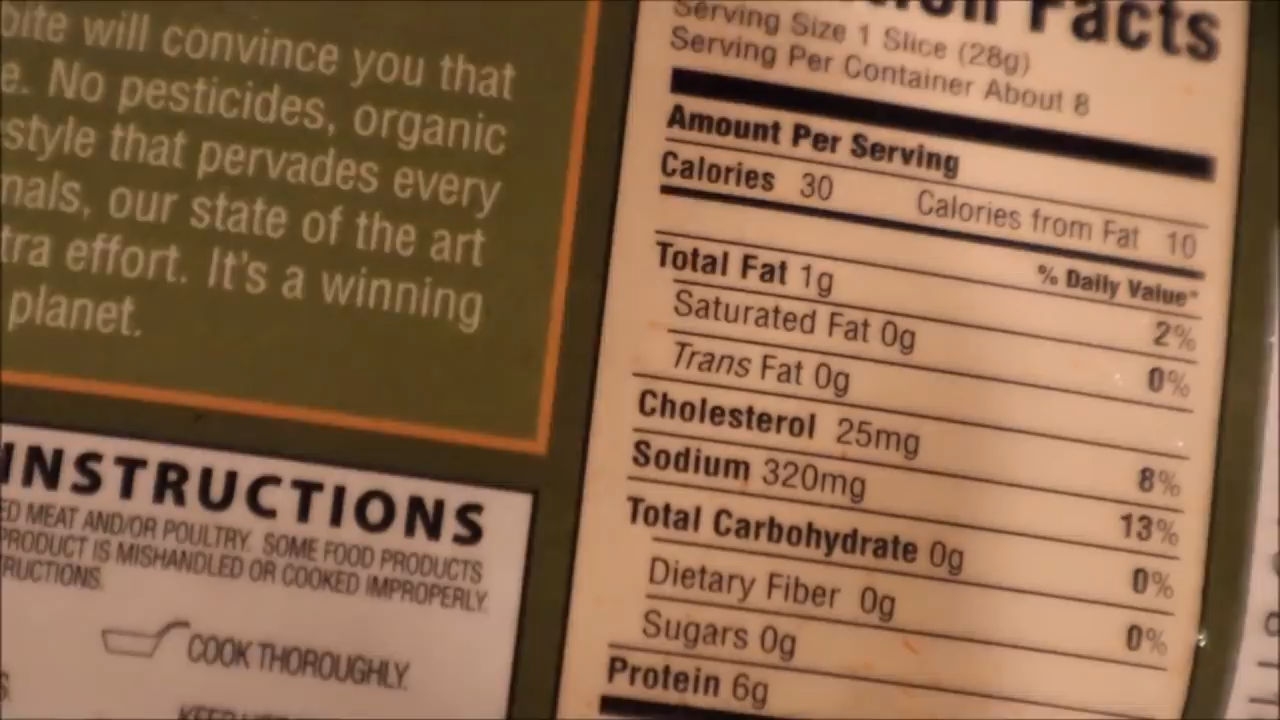 bite will convince you that
e. No pesticides, organic
style that pervades every
mals, our state of the art
tra effort. It's a winning
planet.
INSTRUCTIONS
ED MEAT AND/OR POULTRY. SOME FOOD PRODUCTS
PRODUCT IS MISHANDLED OR COOKED IMPROPERLY.
RUCTIONS.
COOK THOROUGHLY.
Facts
Serving Size 1 Slice (28g)
Serving Per Container About 8
Amount Per Serving
Calories 30 Calories from Fat 10
% Daily Value*
Total Fat 1g 2%
Saturated Fat 0g 0%
Trans Fat 0g
Cholesterol 25mg 8%
Sodium 320mg 13%
Total Carbohydrate 0g 0%
Dietary Fiber 0g 0%
Sugars 0g
Protein 6g